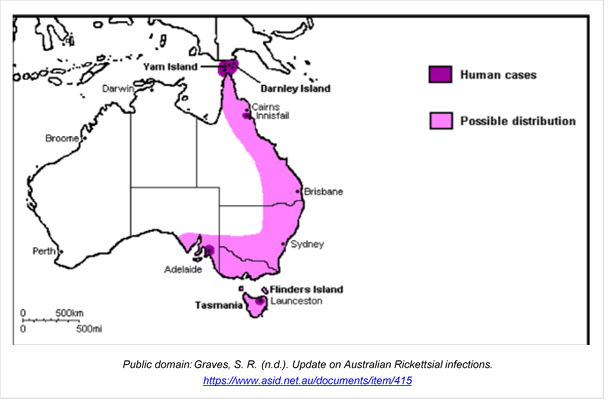 Yam Island
Darnley Island
Darwin
Cairns
Innisfail
Broome
Brisbane
Perth
Sydney
Adelaide
Flinders Island
Launceston
Tasmania
0 500km
0 500mi
Human cases
Possible distribution
Public domain: Graves, S. R. (n.d.). Update on Australian Rickettsial infections.
https://www.asid.net.au/documents/item/415